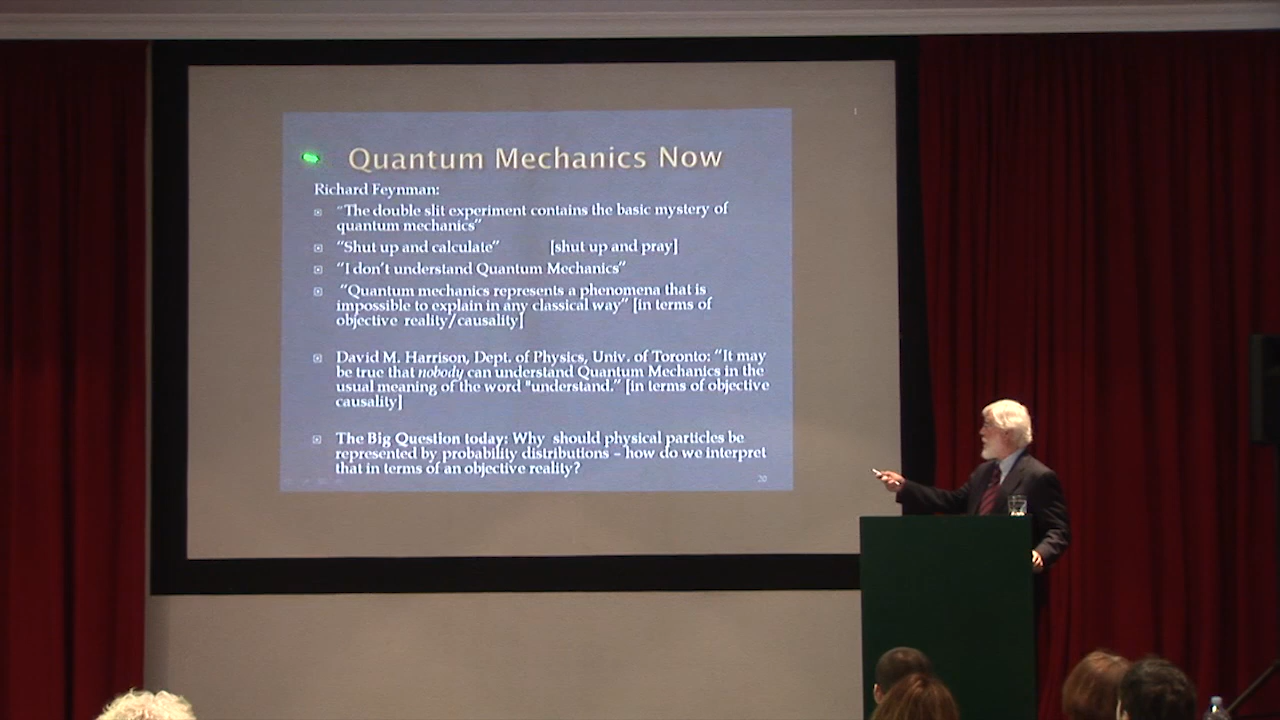 Quantum Mechanics Now
Richard Feynman:
"The double slit experiment contains the basic mystery of
quantum mechanics"
"Shut up and calculate" [shut up and pray]
"I don't understand Quantum Mechanics"
"Quantum mechanics represents a phenomena that is
impossible to explain in any classical way" [in terms of
objective reality/causality]
David M. Harrison, Dept. of Physics, Univ. of Toronto: "It may
be true that nobody can understand Quantum Mechanics in the
usual meaning of the word "understand." [in terms of objective
causality]
The Big Question today: Why should physical particles be
represented by probability distributions – how do we interpret
that in terms of an objective reality?
20